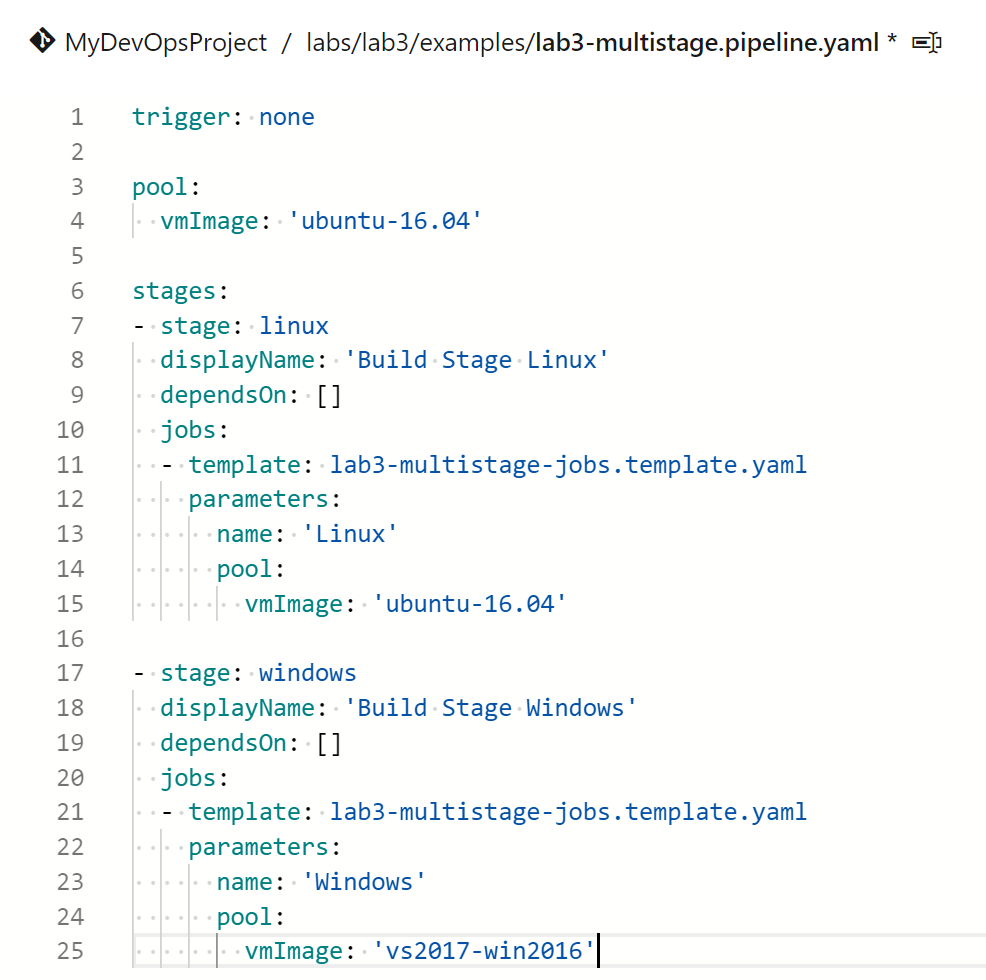 MyDevOpsProject / labs/lab3/examples/lab3-multistage.pipeline.yaml *
1 trigger: none
2
3 pool:
4   vmImage: 'ubuntu-16.04'
5
6 stages:
7 - stage: linux
8   displayName: 'Build Stage Linux'
9   dependsOn: []
10   jobs:
11   - template: lab3-multistage-jobs.template.yaml
12     parameters:
13       name: 'Linux'
14       pool:
15         vmImage: 'ubuntu-16.04'
16
17 - stage: windows
18   displayName: 'Build Stage Windows'
19   dependsOn: []
20   jobs:
21   - template: lab3-multistage-jobs.template.yaml
22     parameters:
23       name: 'Windows'
24       pool:
25         vmImage: 'vs2017-win2016'